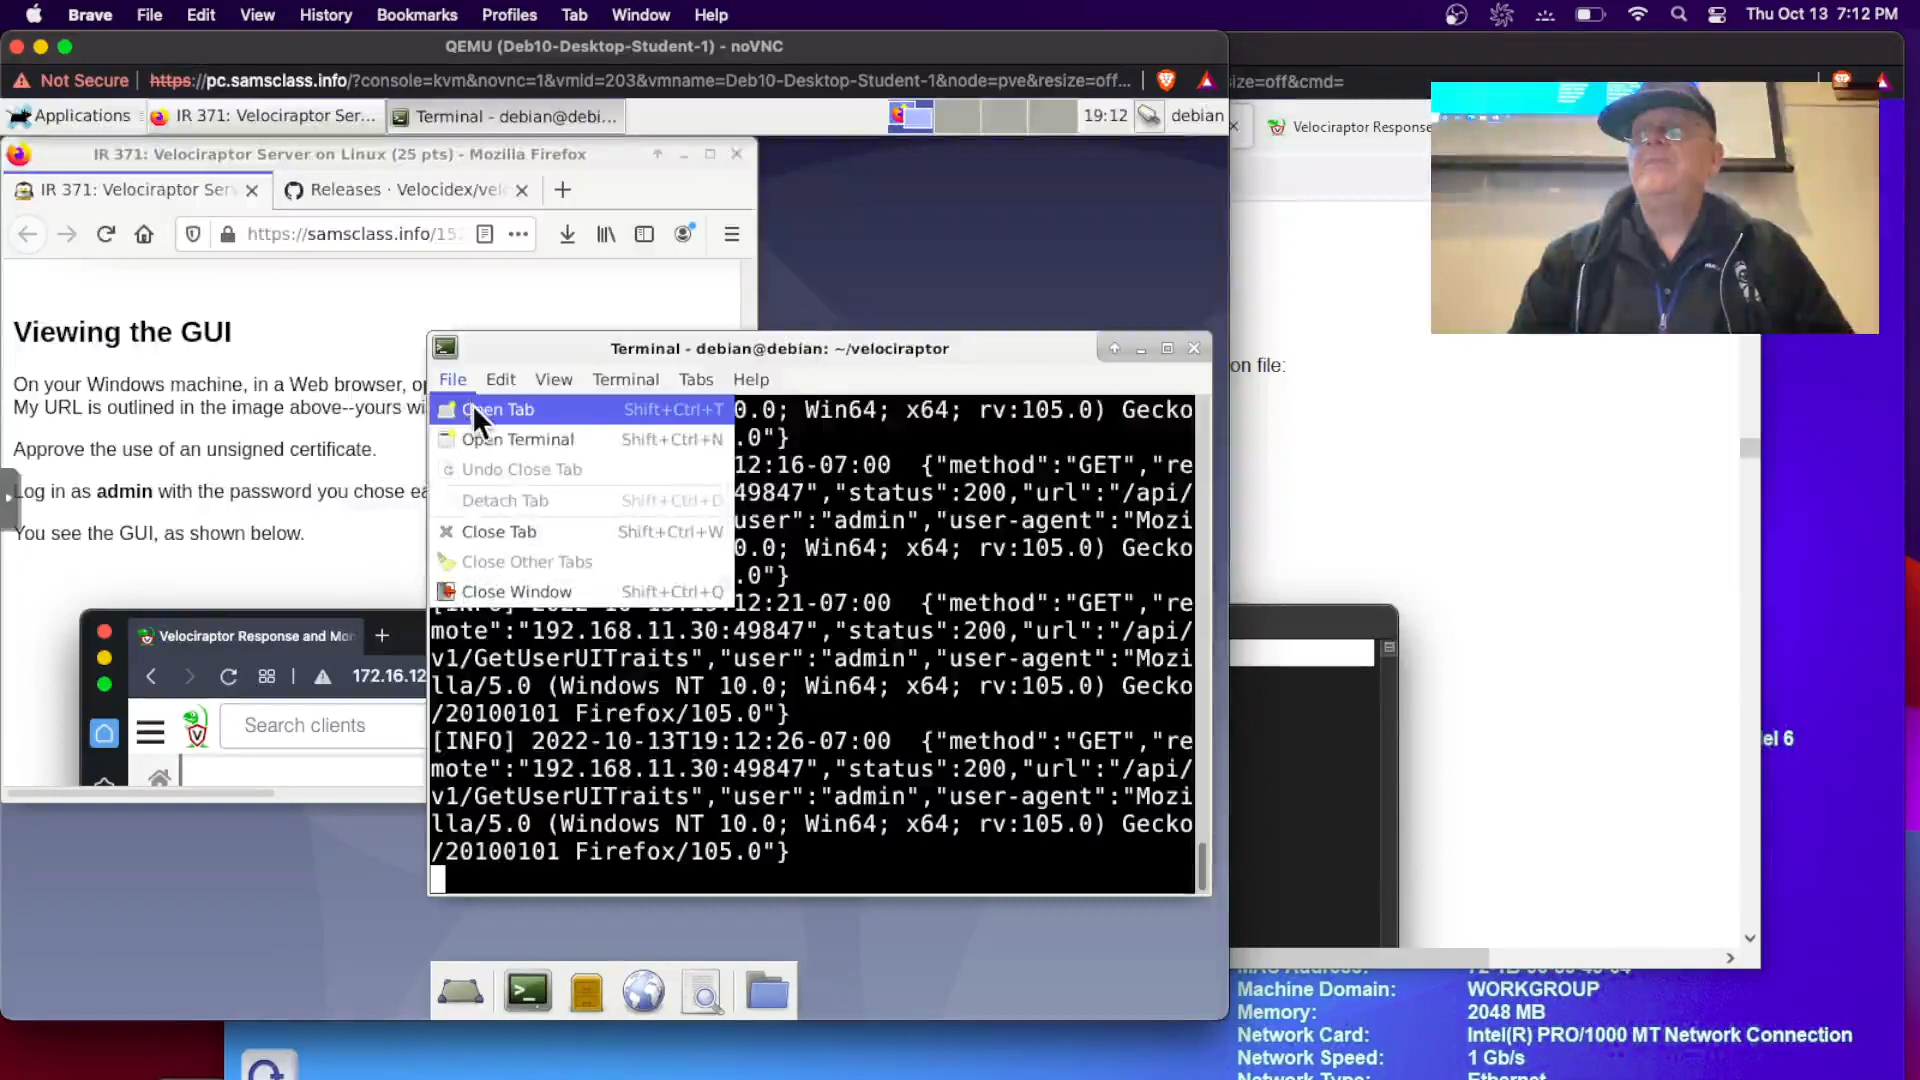 Brave File Edit View History Bookmarks Profiles Tab Window Help Thu Oct 13 7:12 PM
QEMU (Deb10-Desktop-Student-1) - noVNC
Not Secure https://pc.samsclass.info/?console=kvm&novnc=1&vmid=203&vmname=Deb10-Desktop-Student-1&node=pve&resize=off...
ize=off&cmd=
Applications IR 371: Velociraptor Ser... Terminal - debian@debi... 19:12 debian
Velociraptor Response
IR 371: Velociraptor Server on Linux (25 pts) - Mozilla Firefox
IR 371: Velociraptor Ser Releases · Velocidex/vel
https://samsclass.info/152
Viewing the GUI
On your Windows machine, in a Web browser, op
My URL is outlined in the image above--yours wi
Approve the use of an unsigned certificate.
Log in as admin with the password you chose ea
You see the GUI, as shown below.
Velociraptor Response and Mon
172.16.12
Search clients
Terminal - debian@debian: ~/velociraptor
File Edit View Terminal Tabs Help
Open Tab Shift+Ctrl+T
Open Terminal Shift+Ctrl+N
Undo Close Tab
Detach Tab Shift+Ctrl+D
Close Tab Shift+Ctrl+W
Close Other Tabs
Close Window Shift+Ctrl+Q
0.0; Win64; x64; rv:105.0) Gecko
.0"}
12:16-07:00 {"method":"GET","re
49847","status":200,"url":"/api/
user":"admin","user-agent":"Mozi
0.0; Win64; x64; rv:105.0) Gecko
.0"}
[INFO] 2022-10-13T19:12:21-07:00 {"method":"GET","re
mote":"192.168.11.30:49847","status":200,"url":"/api/
v1/GetUserUITraits","user":"admin","user-agent":"Mozi
lla/5.0 (Windows NT 10.0; Win64; x64; rv:105.0) Gecko
/20100101 Firefox/105.0"}
[INFO] 2022-10-13T19:12:26-07:00 {"method":"GET","re
mote":"192.168.11.30:49847","status":200,"url":"/api/
v1/GetUserUITraits","user":"admin","user-agent":"Mozi
lla/5.0 (Windows NT 10.0; Win64; x64; rv:105.0) Gecko
/20100101 Firefox/105.0"}
on file:
el 6
Machine Domain: WORKGROUP
Memory: 2048 MB
Network Card: Intel(R) PRO/1000 MT Network Connection
Network Speed: 1 Gb/s